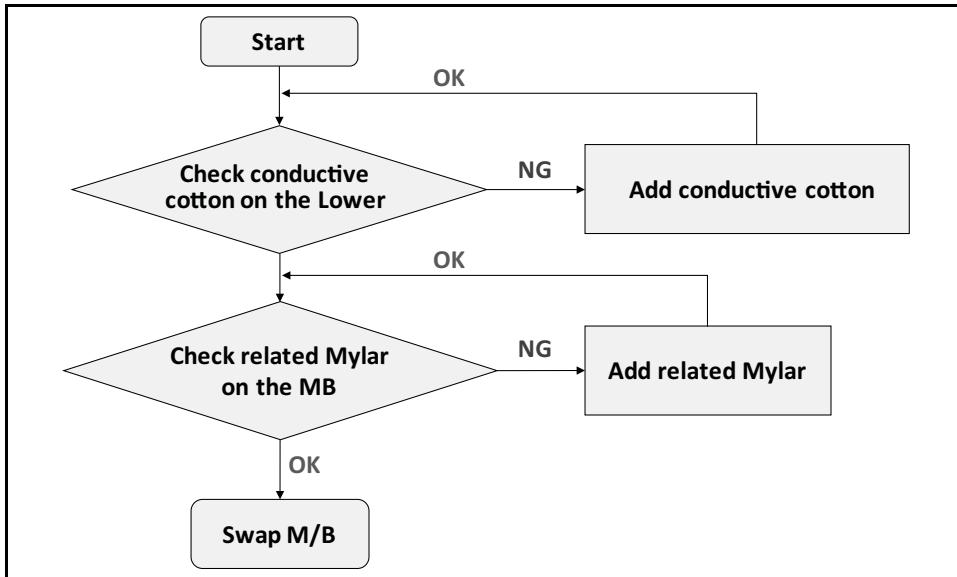 Start
OK
Check conductive
cotton on the Lower
NG
Add conductive cotton
OK
Check related Mylar
on the MB
NG
Add related Mylar
OK
Swap M/B